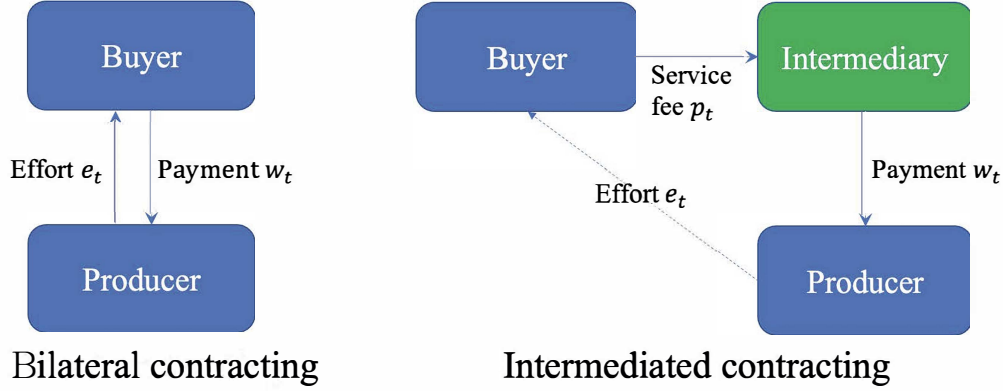 Buyer
Effort e_t
Payment w_t
Producer
Bilateral contracting
Buyer
Service
fee p_t
Intermediary
Payment w_t
Effort e_t
Producer
Intermediated contracting